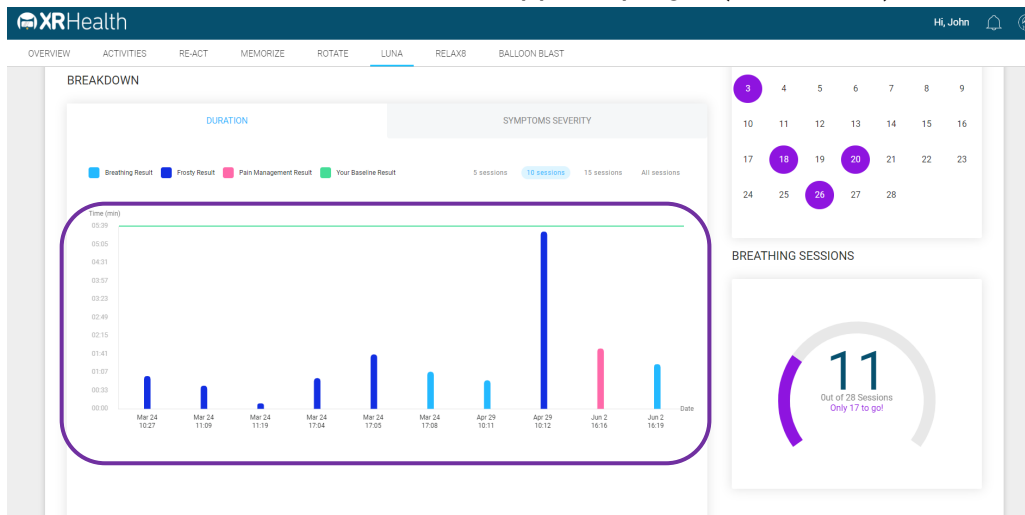 XRHealth
Hi, John
OVERVIEW ACTIVITIES RE-ACT MEMORIZE ROTATE LUNA RELAX8 BALLOON BLAST
BREAKDOWN
DURATION SYMPTOMS SEVERITY
Breathing Result Frosty Result Pain Management Result Your Baseline Result
5 sessions 10 sessions 15 sessions All sessions
Time (min)
05:39
05:05
04:31
03:57
03:23
02:49
02:15
01:41
01:07
00:33
00:00
Date
Mar 24 Mar 24 Mar 24 Mar 24 Mar 24 Mar 24 Apr 29 Apr 29 Jun 2 Jun 2
10:27 11:09 11:19 17:04 17:05 17:08 10:11 10:12 16:16 16:19
3 4 5 6 7 8 9
10 11 12 13 14 15 16
17 18 19 20 21 22 23
24 25 26 27 28
BREATHING SESSIONS
11
Out of 28 Sessions
Only 17 to go!